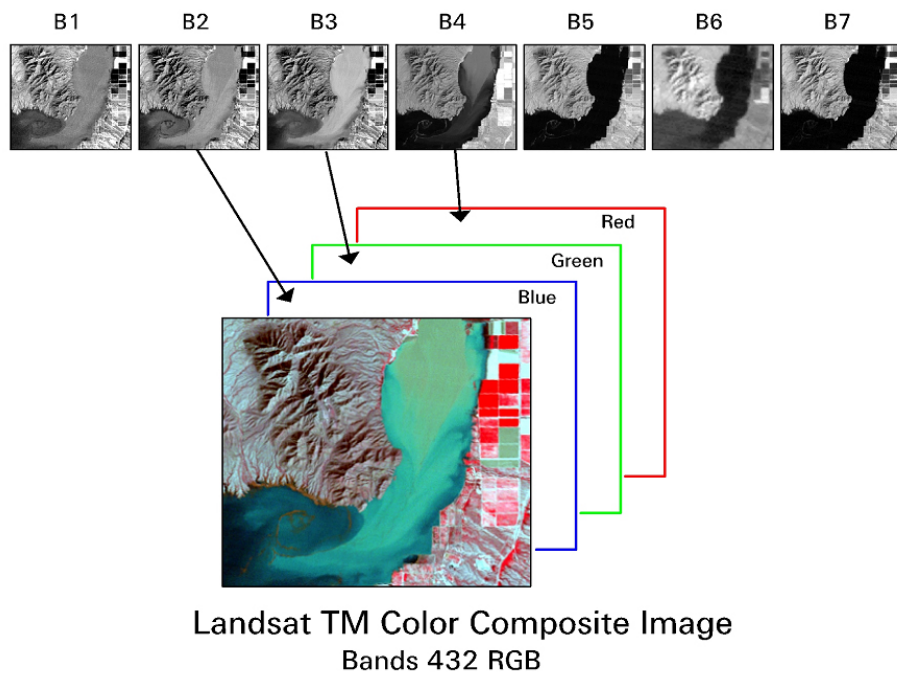 B1 B2 B3 B4 B5 B6 B7
Red
Green
Blue
Landsat TM Color Composite Image
Bands 432 RGB